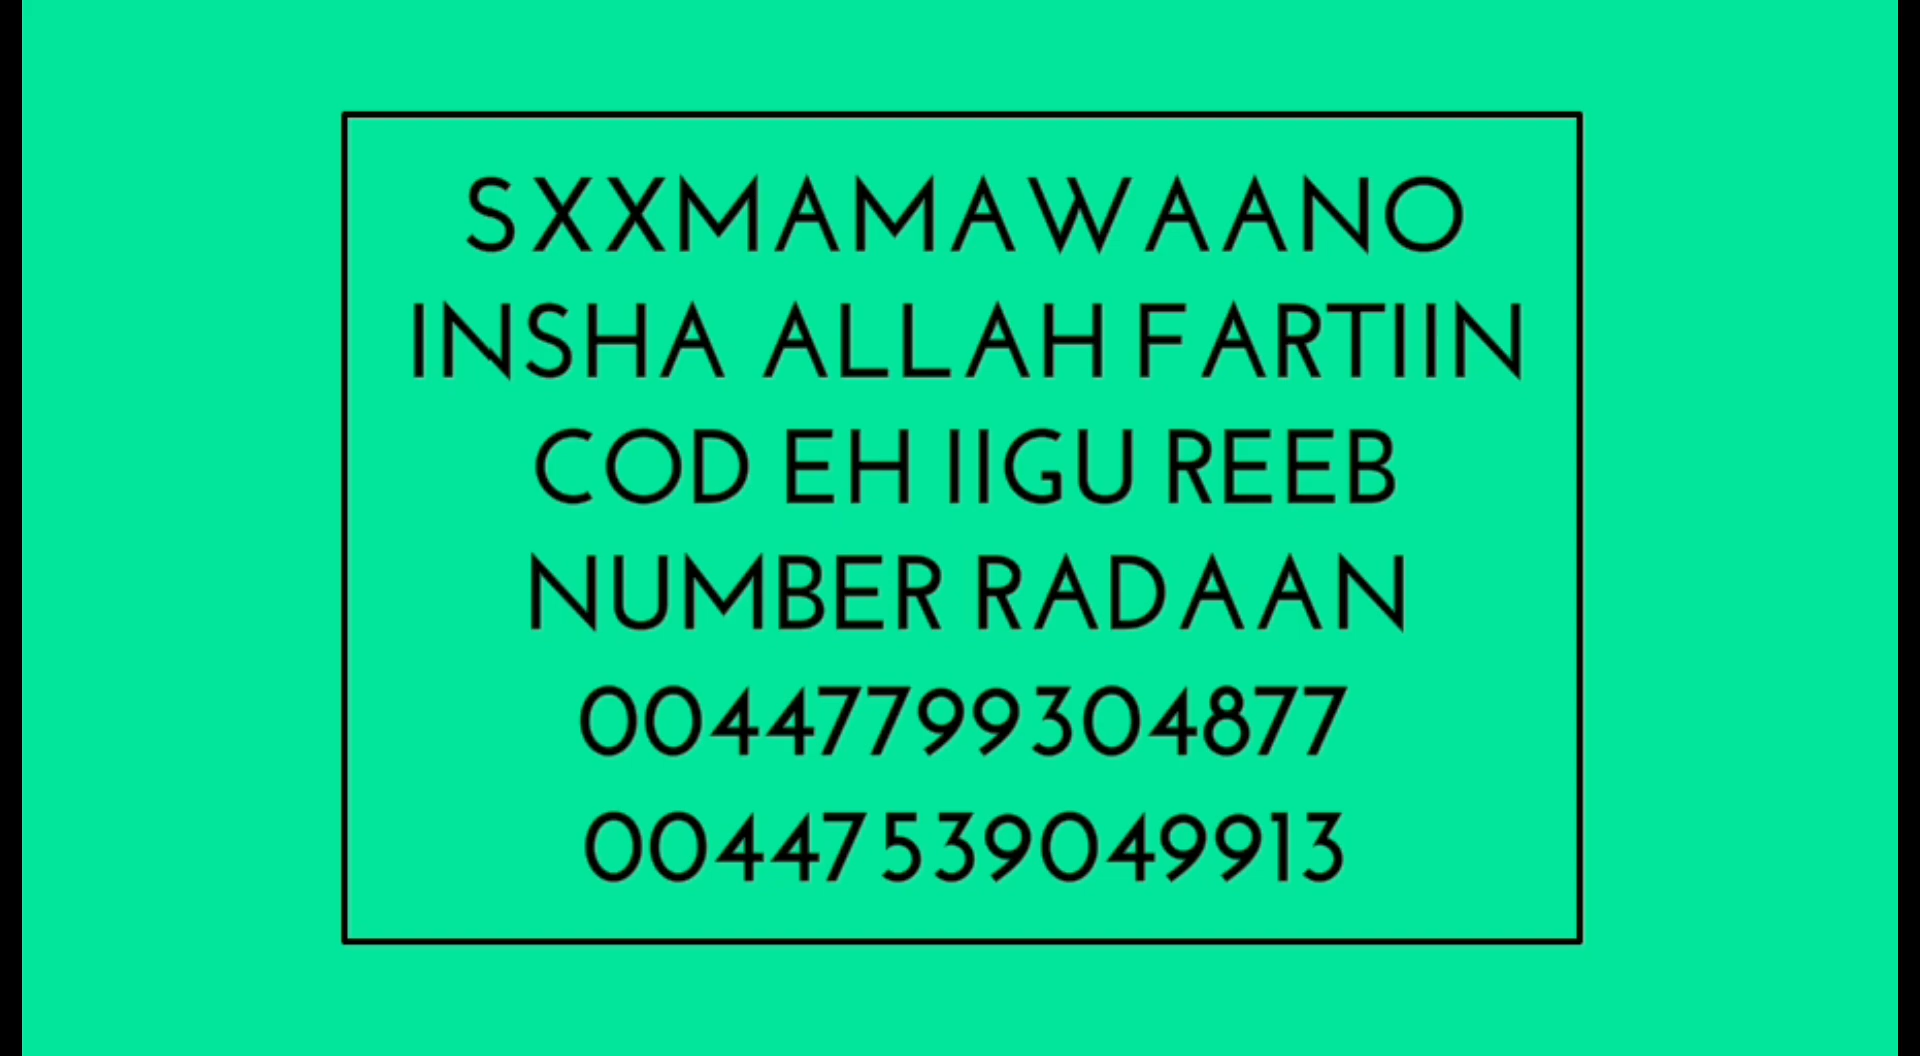 SXXMAMAWAANO
INSHA ALLAH FARTIIN
COD EH IIGU REEB
NUMBER RADAAN
00447799304877
00447539049913